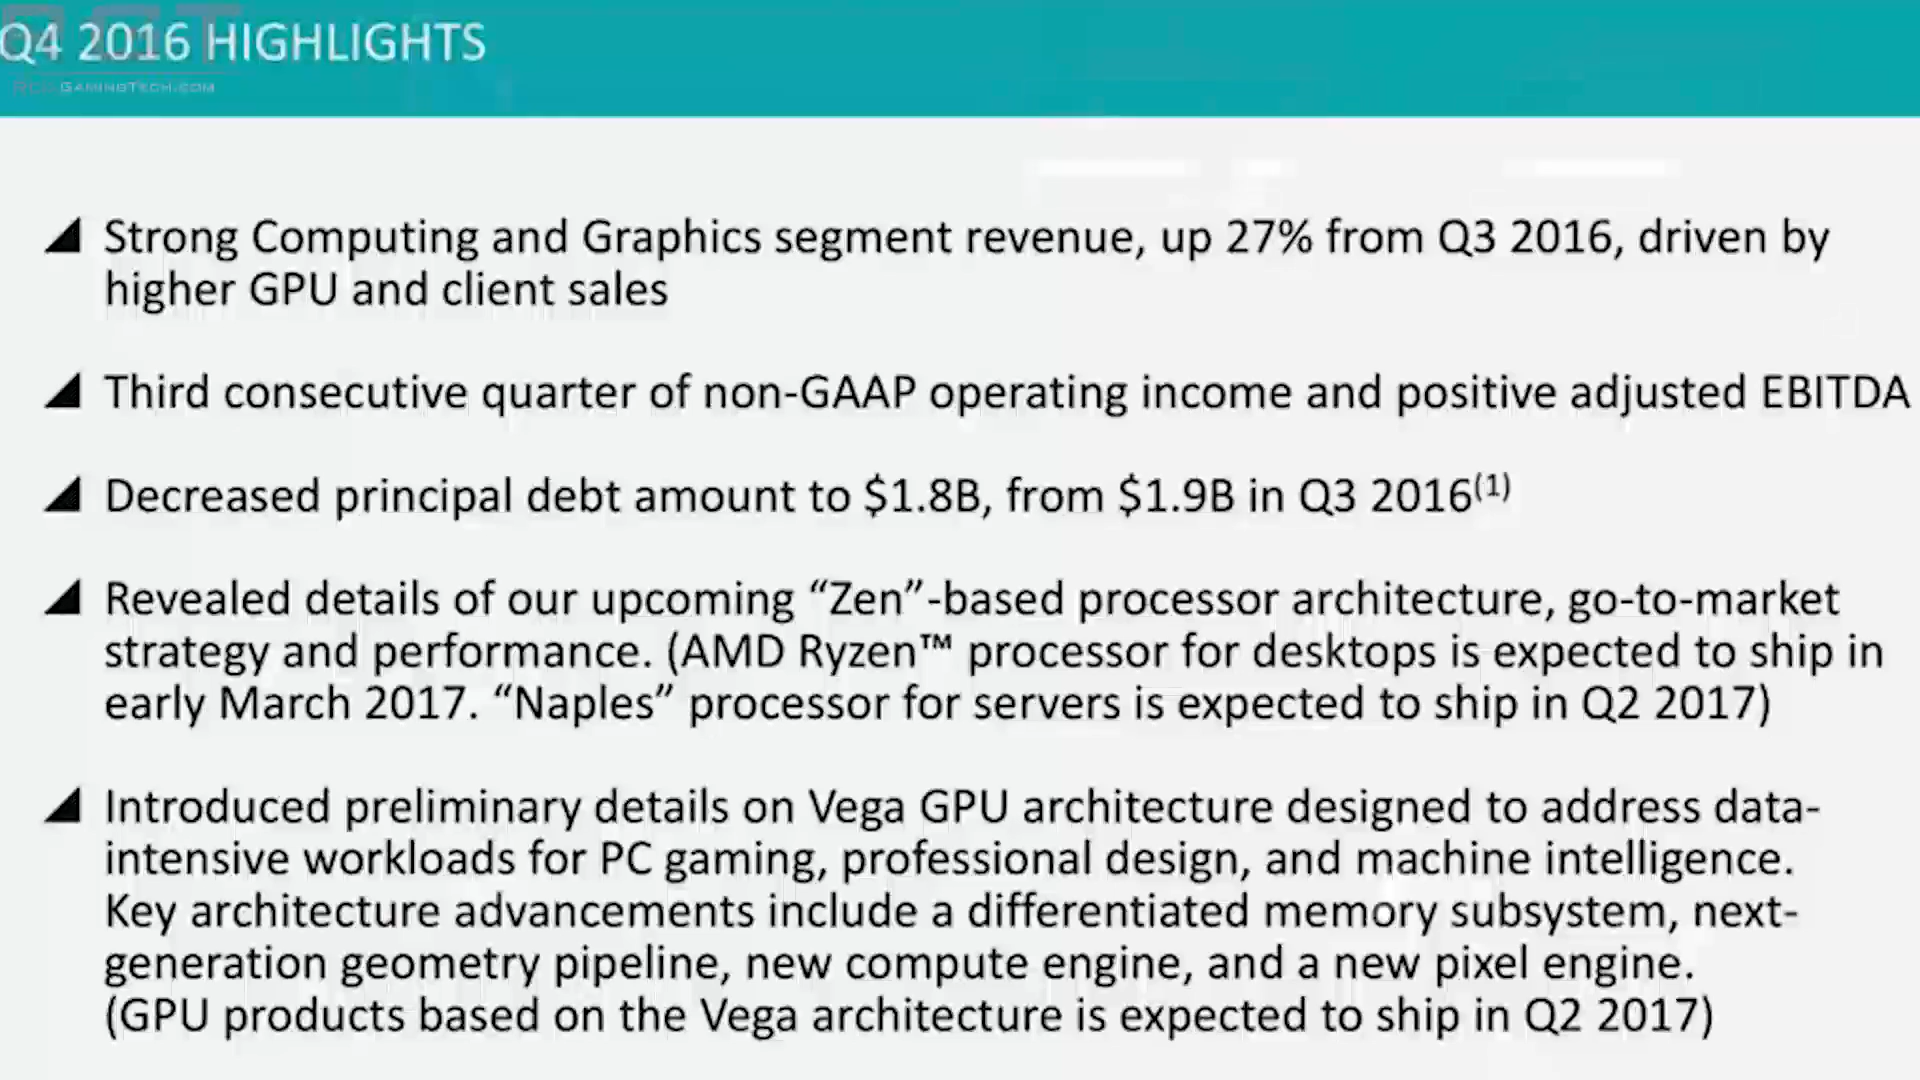 Q4 2016 HIGHLIGHTS
RedGamingTech.com
Strong Computing and Graphics segment revenue, up 27% from Q3 2016, driven by
higher GPU and client sales
Third consecutive quarter of non-GAAP operating income and positive adjusted EBITDA
Decreased principal debt amount to $1.8B, from $1.9B in Q3 2016(1)
Revealed details of our upcoming “Zen”-based processor architecture, go-to-market
strategy and performance. (AMD Ryzen™ processor for desktops is expected to ship in
early March 2017. “Naples” processor for servers is expected to ship in Q2 2017)
Introduced preliminary details on Vega GPU architecture designed to address data-
intensive workloads for PC gaming, professional design, and machine intelligence.
Key architecture advancements include a differentiated memory subsystem, next-
generation geometry pipeline, new compute engine, and a new pixel engine.
(GPU products based on the Vega architecture is expected to ship in Q2 2017)